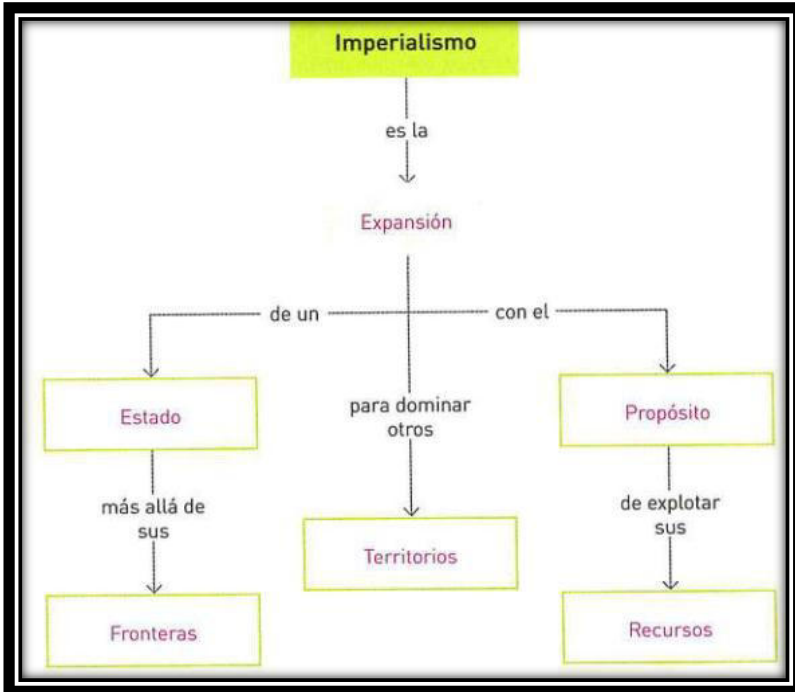 Imperialismo
es la
Expansión
de un
con el
Estado
para dominar
otros
Propósito
más allá de
sus
Territorios
de explotar
sus
Fronteras
Recursos